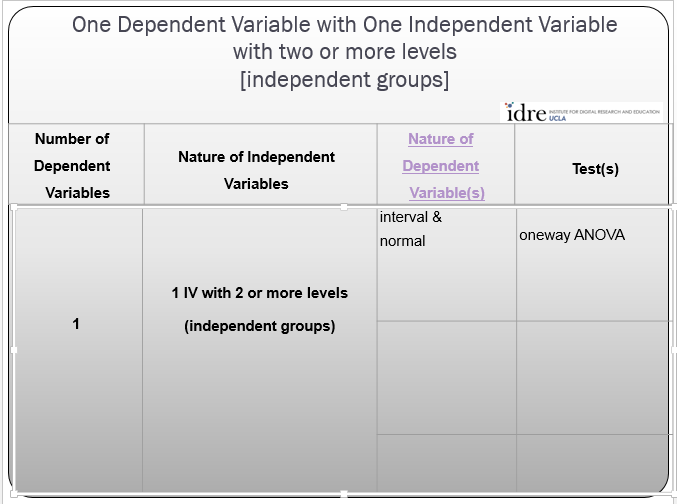 One Dependent Variable with One Independent Variable
with two or more levels
[independent groups]
idre INSTITUTE FOR DIGITAL RESEARCH AND EDUCATION
UCLA
Number of
Dependent
Variables
Nature of Independent
Variables
Nature of
Dependent
Variable(s)
Test(s)
1
1 IV with 2 or more levels
(independent groups)
interval &
normal
oneway ANOVA